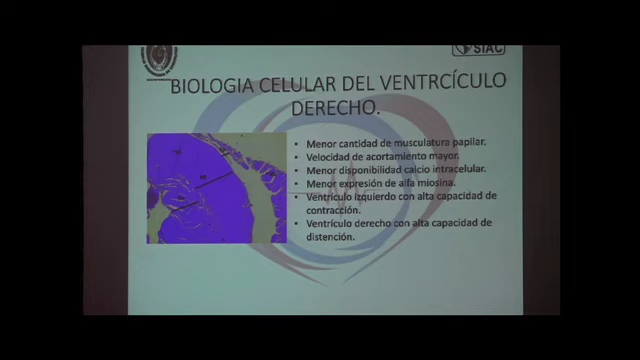 SIAC
BIOLOGIA CELULAR DEL VENTRCÍCULO
DERECHO.
• Menor cantidad de musculatura papilar.
• Velocidad de acortamiento mayor.
• Menor disponibilidad calcio intracelular.
• Menor expresión de alfa miosina.
• Ventrículo izquierdo con alta capacidad de
contracción.
• Ventrículo derecho con alta capacidad de
distención.